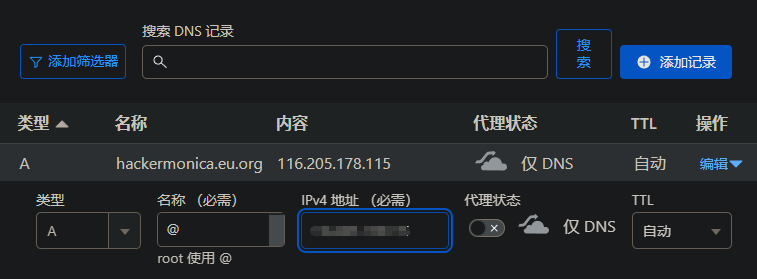 搜索 DNS 记录
添加筛选器
搜
索
添加记录
类型 名称 内容 代理状态 TTL 操作
A hackermonica.eu.org 116.205.178.115 仅 DNS 自动 编辑
类型 名称 （必需） IPv4 地址 （必需） 代理状态 TTL
A @ 仅 DNS 自动
root 使用 @